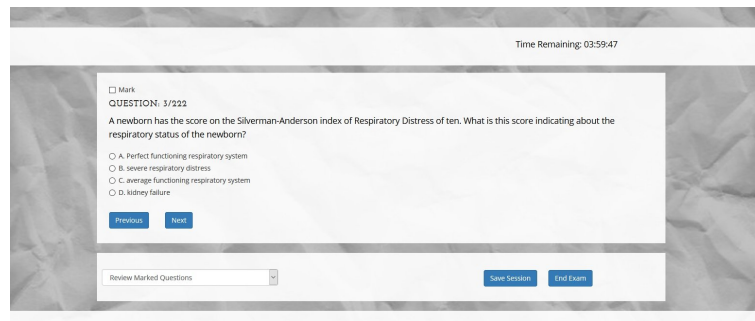 Time Remaining: 03:59:47
Mark
QUESTION: 3/222
A newborn has the score on the Silverman-Anderson index of Respiratory Distress of ten. What is this score indicating about the
respiratory status of the newborn?
A. Perfect functioning respiratory system
B. severe respiratory distress
C. average functioning respiratory system
D. kidney failure
Previous Next
Review Marked Questions Save Session End Exam